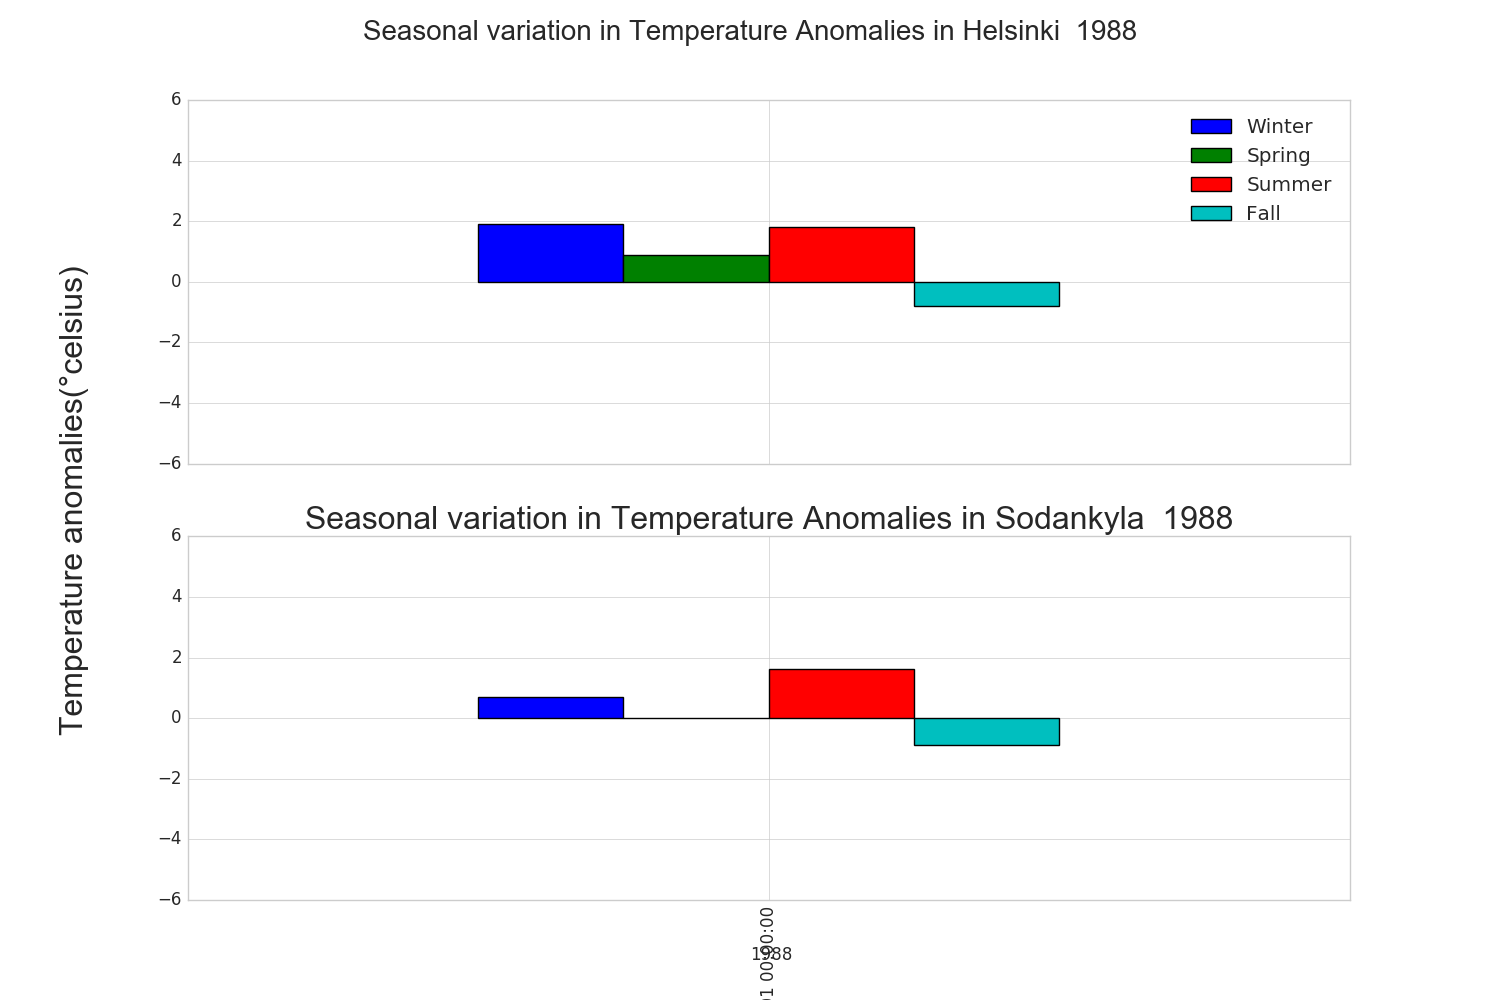 Seasonal variation in Temperature Anomalies in Helsinki  1988
6
4
2
0
−2
−4
−6
Winter
Spring
Summer
Fall
Temperature anomalies(°celsius)
Seasonal variation in Temperature Anomalies in Sodankyla  1988
6
4
2
0
−2
−4
−6
1988